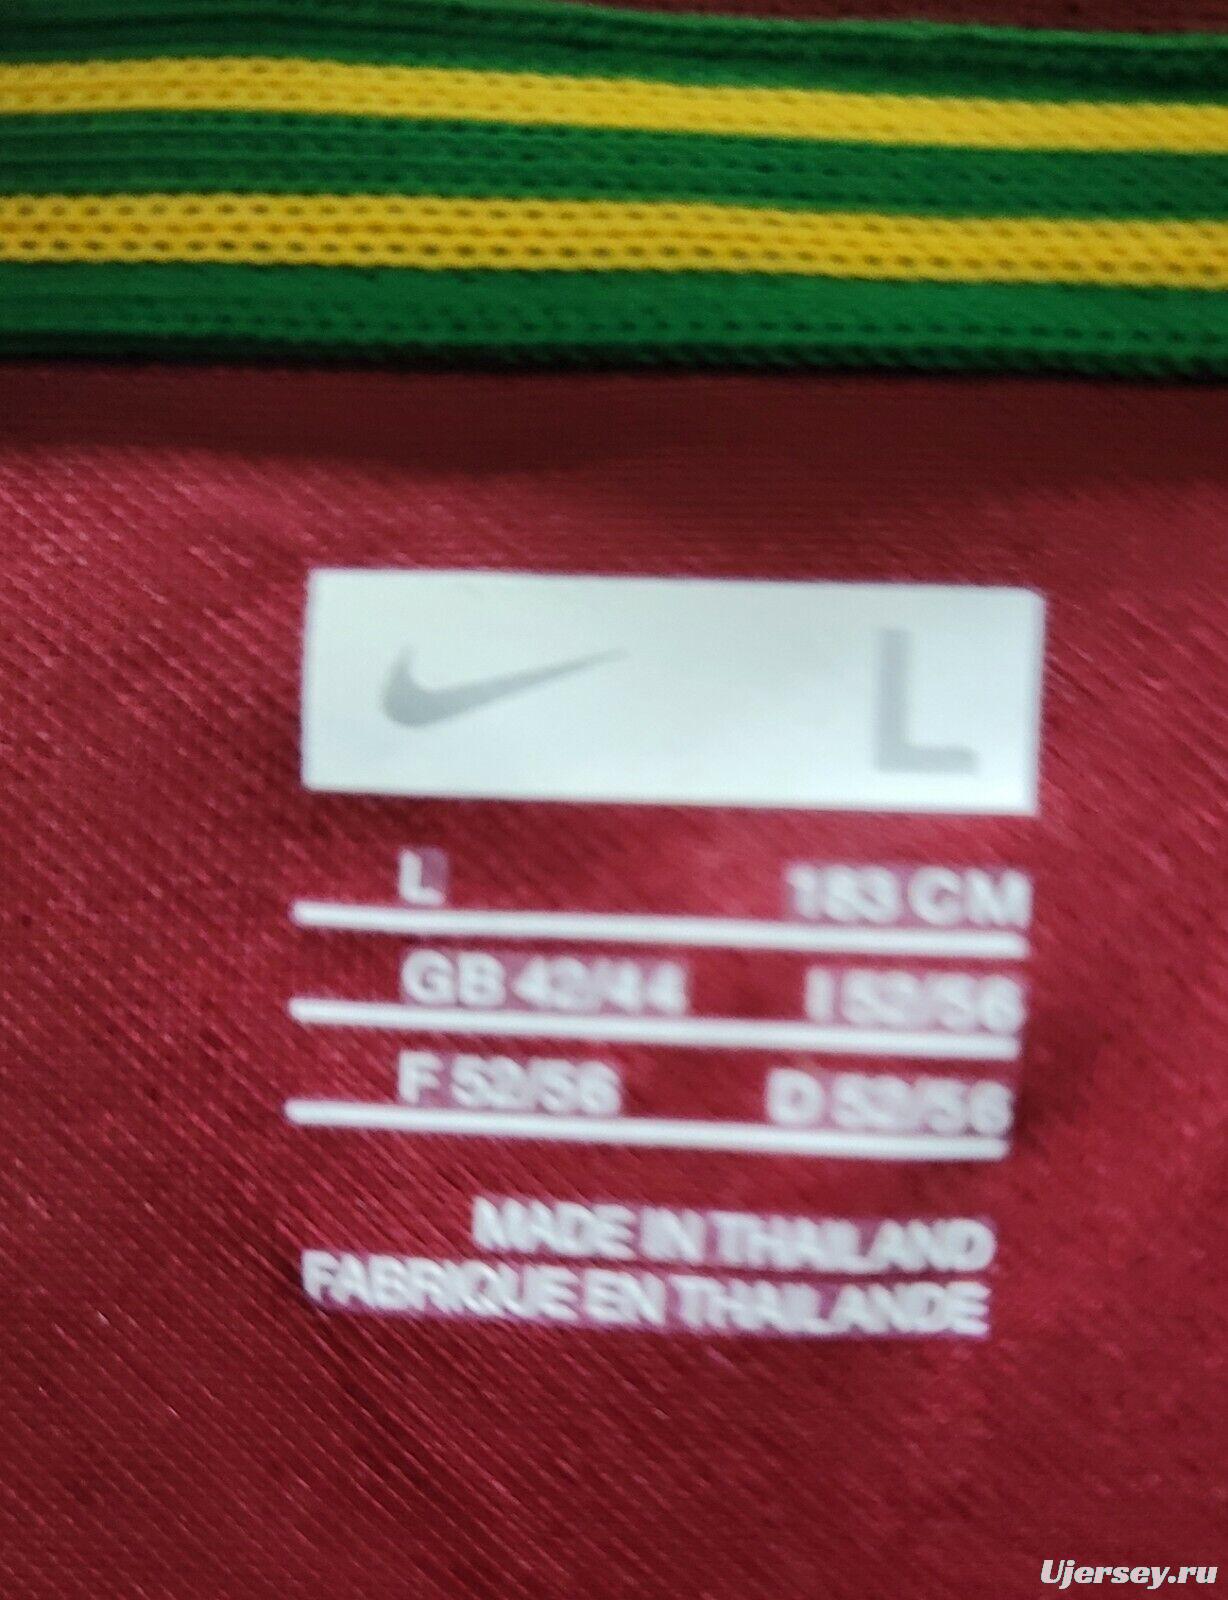 L
L 183 CM
GB 42/44 I 52/56
F 52/56 D 52/56
MADE IN THAILAND
FABRIQUE EN THAILANDE
Ujersey.ru